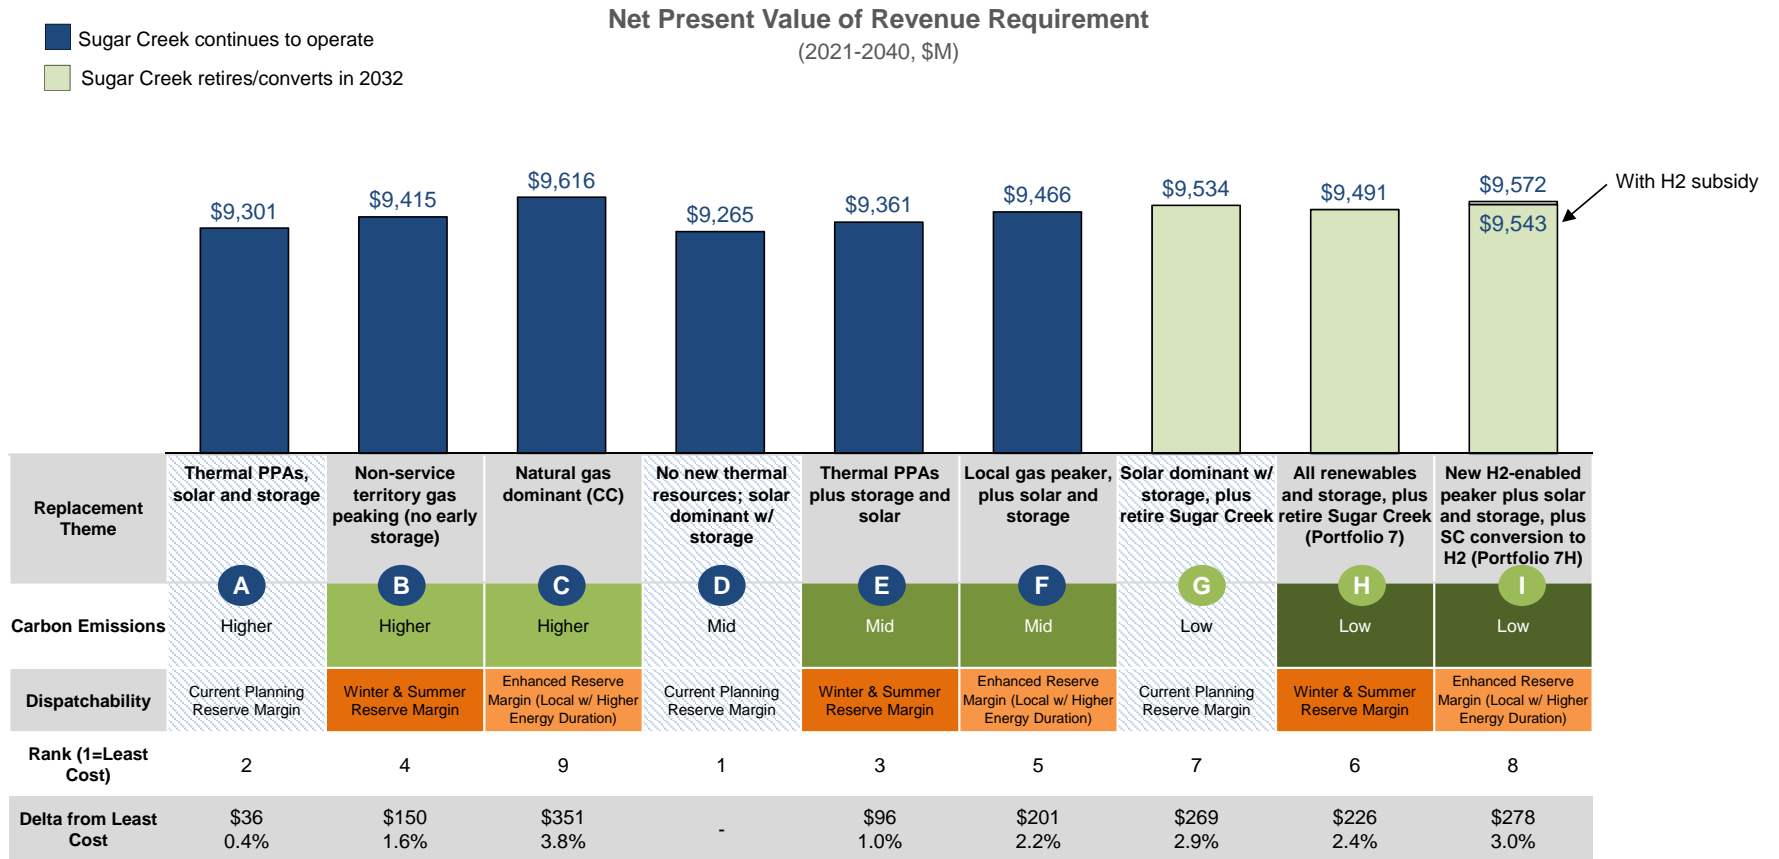 Net Present Value of Revenue Requirement
(2021-2040, $M)
Sugar Creek continues to operate
Sugar Creek retires/converts in 2032
$9,301
$9,415
$9,616
$9,265
$9,361
$9,466
$9,534
$9,491
$9,572
$9,543
With H2 subsidy
Replacement
Theme
Thermal PPAs,
solar and storage
Non-service
territory gas
peaking (no early
storage)
Natural gas
dominant (CC)
No new thermal
resources; solar
dominant w/
storage
Thermal PPAs
plus storage and
solar
Local gas peaker,
plus solar and
storage
Solar dominant w/
storage, plus
retire Sugar Creek
All renewables
and storage, plus
retire Sugar Creek
(Portfolio 7)
New H2-enabled
peaker plus solar
and storage, plus
SC conversion to
H2 (Portfolio 7H)
A
B
C
D
E
F
G
H
I
Carbon Emissions
Higher
Higher
Higher
Mid
Mid
Mid
Low
Low
Low
Dispatchability
Current Planning
Reserve Margin
Winter & Summer
Reserve Margin
Enhanced Reserve
Margin (Local w/ Higher
Energy Duration)
Current Planning
Reserve Margin
Winter & Summer
Reserve Margin
Enhanced Reserve
Margin (Local w/ Higher
Energy Duration)
Current Planning
Reserve Margin
Winter & Summer
Reserve Margin
Enhanced Reserve
Margin (Local w/ Higher
Energy Duration)
Rank (1=Least
Cost)
2
4
9
1
3
5
7
6
8
Delta from Least
Cost
$36
0.4%
$150
1.6%
$351
3.8%
-
$96
1.0%
$201
2.2%
$269
2.9%
$226
2.4%
$278
3.0%